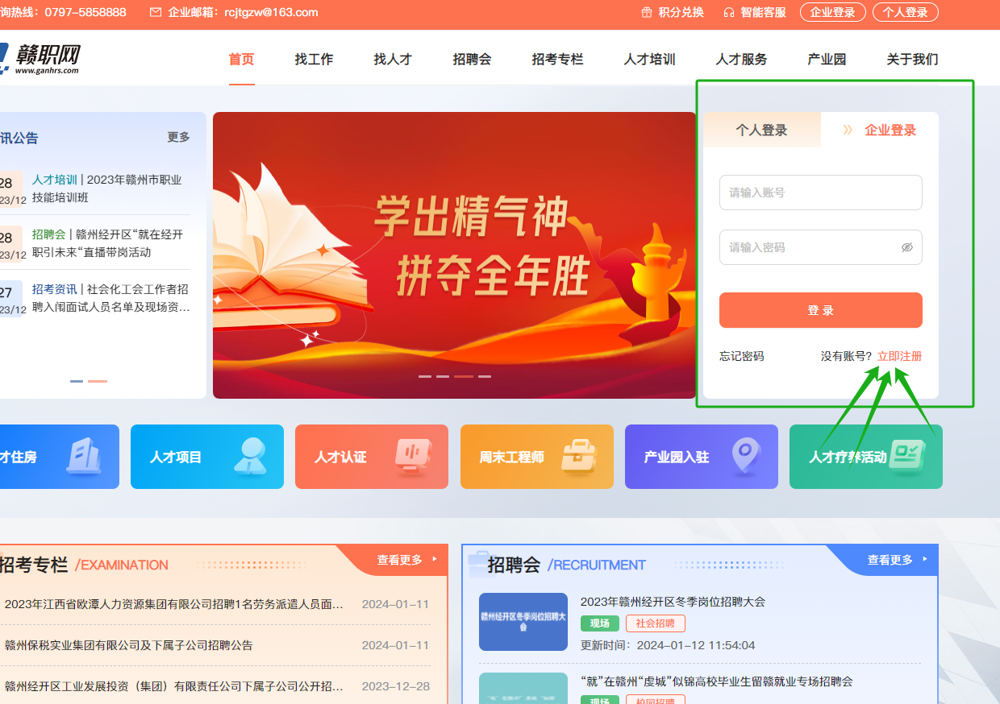 询热线：0797-5858888
企业邮箱：rcjtgzw@163.com
积分兑换
智能客服
企业登录
个人登录
赣职网
www.ganhrs.com
首页
找工作
找人才
招聘会
招考专栏
人才培训
人才服务
产业园
关于我们
讯公告
更多
28
23/12
人才培训 | 2023年赣州市职业
技能培训班
28
23/12
招聘会 | 赣州经开区“就在经开
职引未来“直播带岗活动
27
23/12
招考资讯 | 社会化工会工作者招
聘入闱面试人员名单及现场资…
学出精气神
拼夺全年胜
个人登录
企业登录
请输入账号
请输入密码
登 录
忘记密码
没有账号？立即注册
才住房
人才项目
人才认证
周末工程师
产业园入驻
人才疗养活动
招考专栏 /EXAMINATION
查看更多
2023年江西省欧潭人力资源集团有限公司招聘1名劳务派遣人员面… 2024-01-11
赣州保税实业集团有限公司及下属子公司招聘公告 2024-01-11
赣州经开区工业发展投资（集团）有限责任公司下属子公司公开招… 2023-12-28
招聘会 /RECRUITMENT
查看更多
赣州经开区冬季岗位招聘大
会
2023年赣州经开区冬季岗位招聘大会
现场
社会招聘
更新时间：2024-01-12 11:54:04
“就”在赣州“虔城”似锦高校毕业生留赣就业专场招聘会
现场
校园招聘